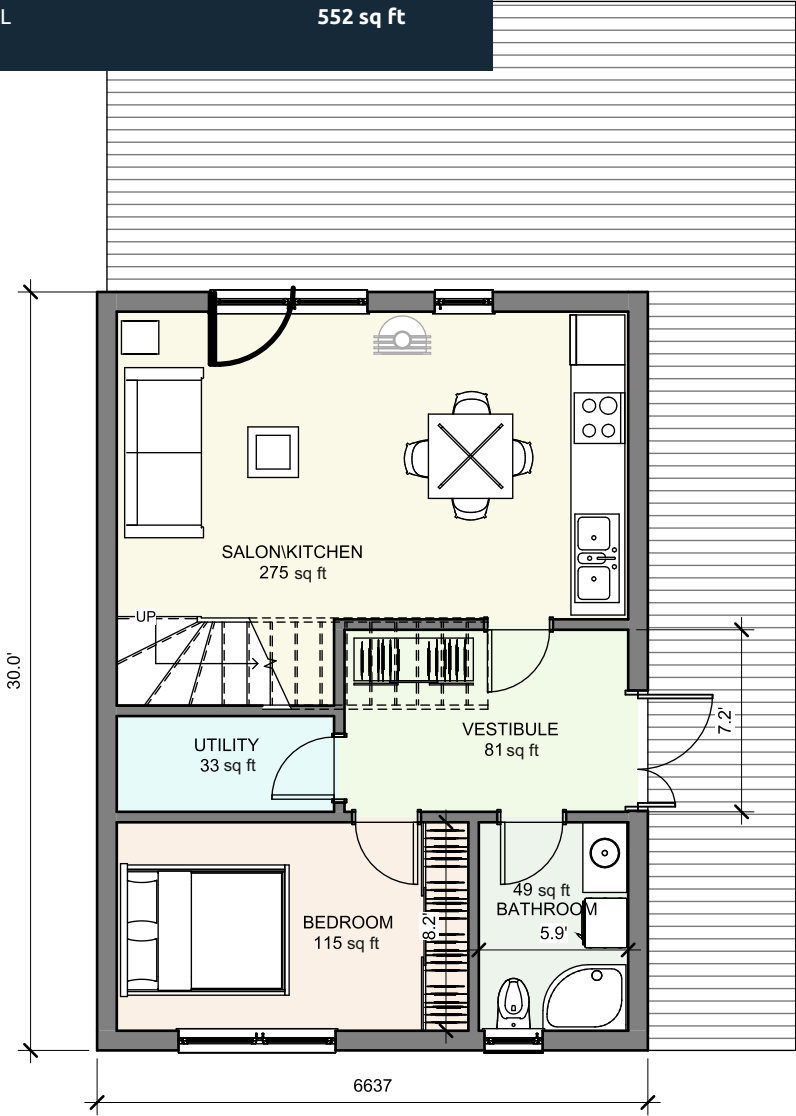 L 552 sq ft
SALON\KITCHEN
275 sq ft
UP
30.0'
7.2'
VESTIBULE
81 sq ft
UTILITY
33 sq ft
49 sq ft
BATHROOM
5.9'
BEDROOM
115 sq ft
8.2'
6637